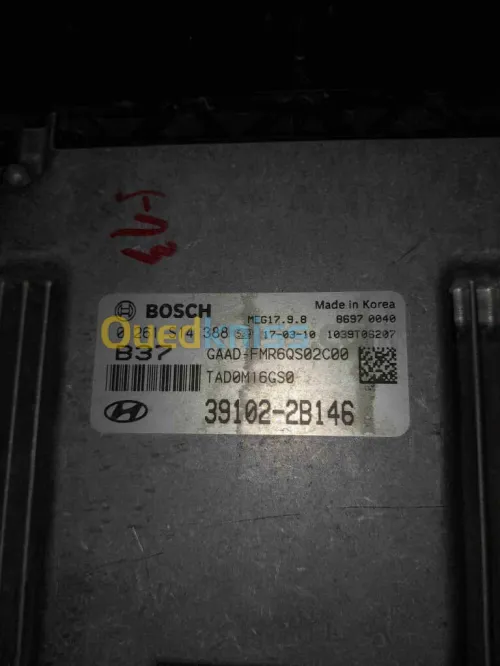 BOSCH
MEG17.9.8
Made in Korea
8697 0040
388
17-03-10
1039T06207
B37
GAAD-FMR6QS02C00
TAD0M16GS0
39102-2B146